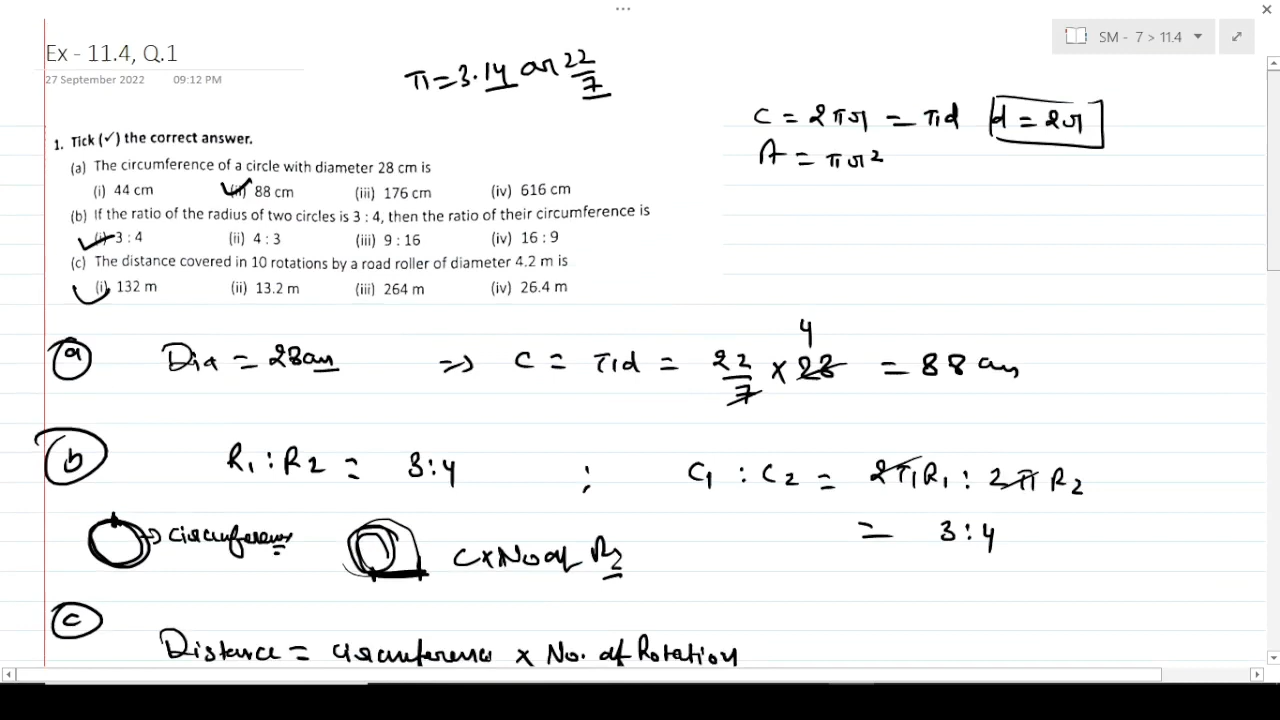 ...
Ex - 11.4, Q.1
SM - 7 > 11.4
27 September 2022 09:12 PM
π = 3.14 or 22/7
C = 2πr = πd d = 2r
A = πr²
1. Tick (✓) the correct answer.
(a) The circumference of a circle with diameter 28 cm is
(i) 44 cm (ii) 88 cm (iii) 176 cm (iv) 616 cm
(b) If the ratio of the radius of two circles is 3 : 4, then the ratio of their circumference is
(i) 3 : 4 (ii) 4 : 3 (iii) 9 : 16 (iv) 16 : 9
(c) The distance covered in 10 rotations by a road roller of diameter 4.2 m is
(i) 132 m (ii) 13.2 m (iii) 264 m (iv) 26.4 m
a Dia = 28cm => C = πd = 22/7 × 28 4 = 88 cm
b R₁ : R₂ = 3:4 ; C₁ : C₂ = 2πR₁ : 2πR₂
= 3:4
circumference C×No of R
c
Distance = circumference × No. of Rotation